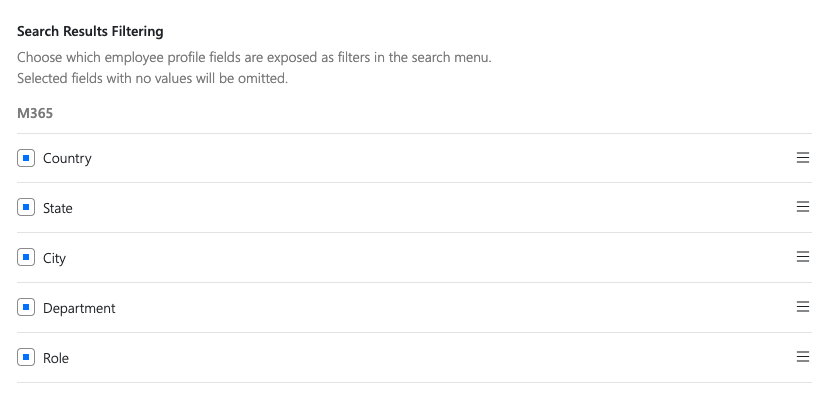 Search Results Filtering
Choose which employee profile fields are exposed as filters in the search menu.
Selected fields with no values will be omitted.
M365
Country
State
City
Department
Role